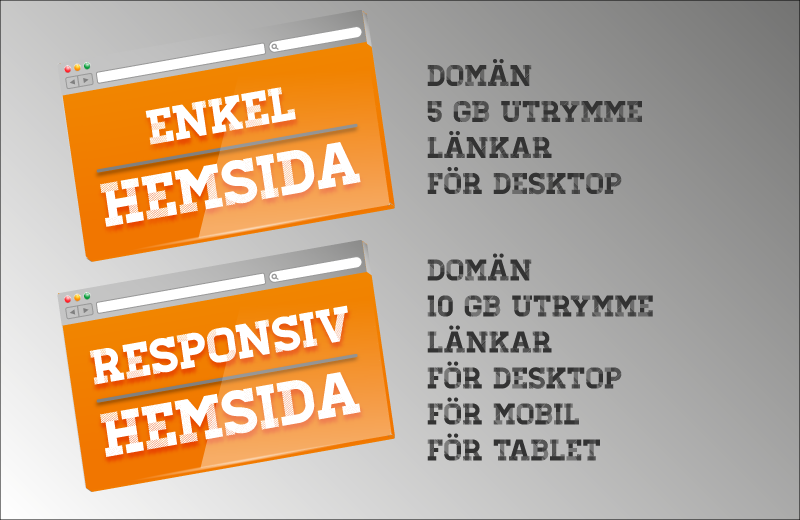 ENKEL
HEMSIDA
DOMÄN
5 GB UTRYMME
LÄNKAR
FÖR DESKTOP
RESPONSIV
HEMSIDA
DOMÄN
10 GB UTRYMME
LÄNKAR
FÖR DESKTOP
FÖR MOBIL
FÖR TABLET